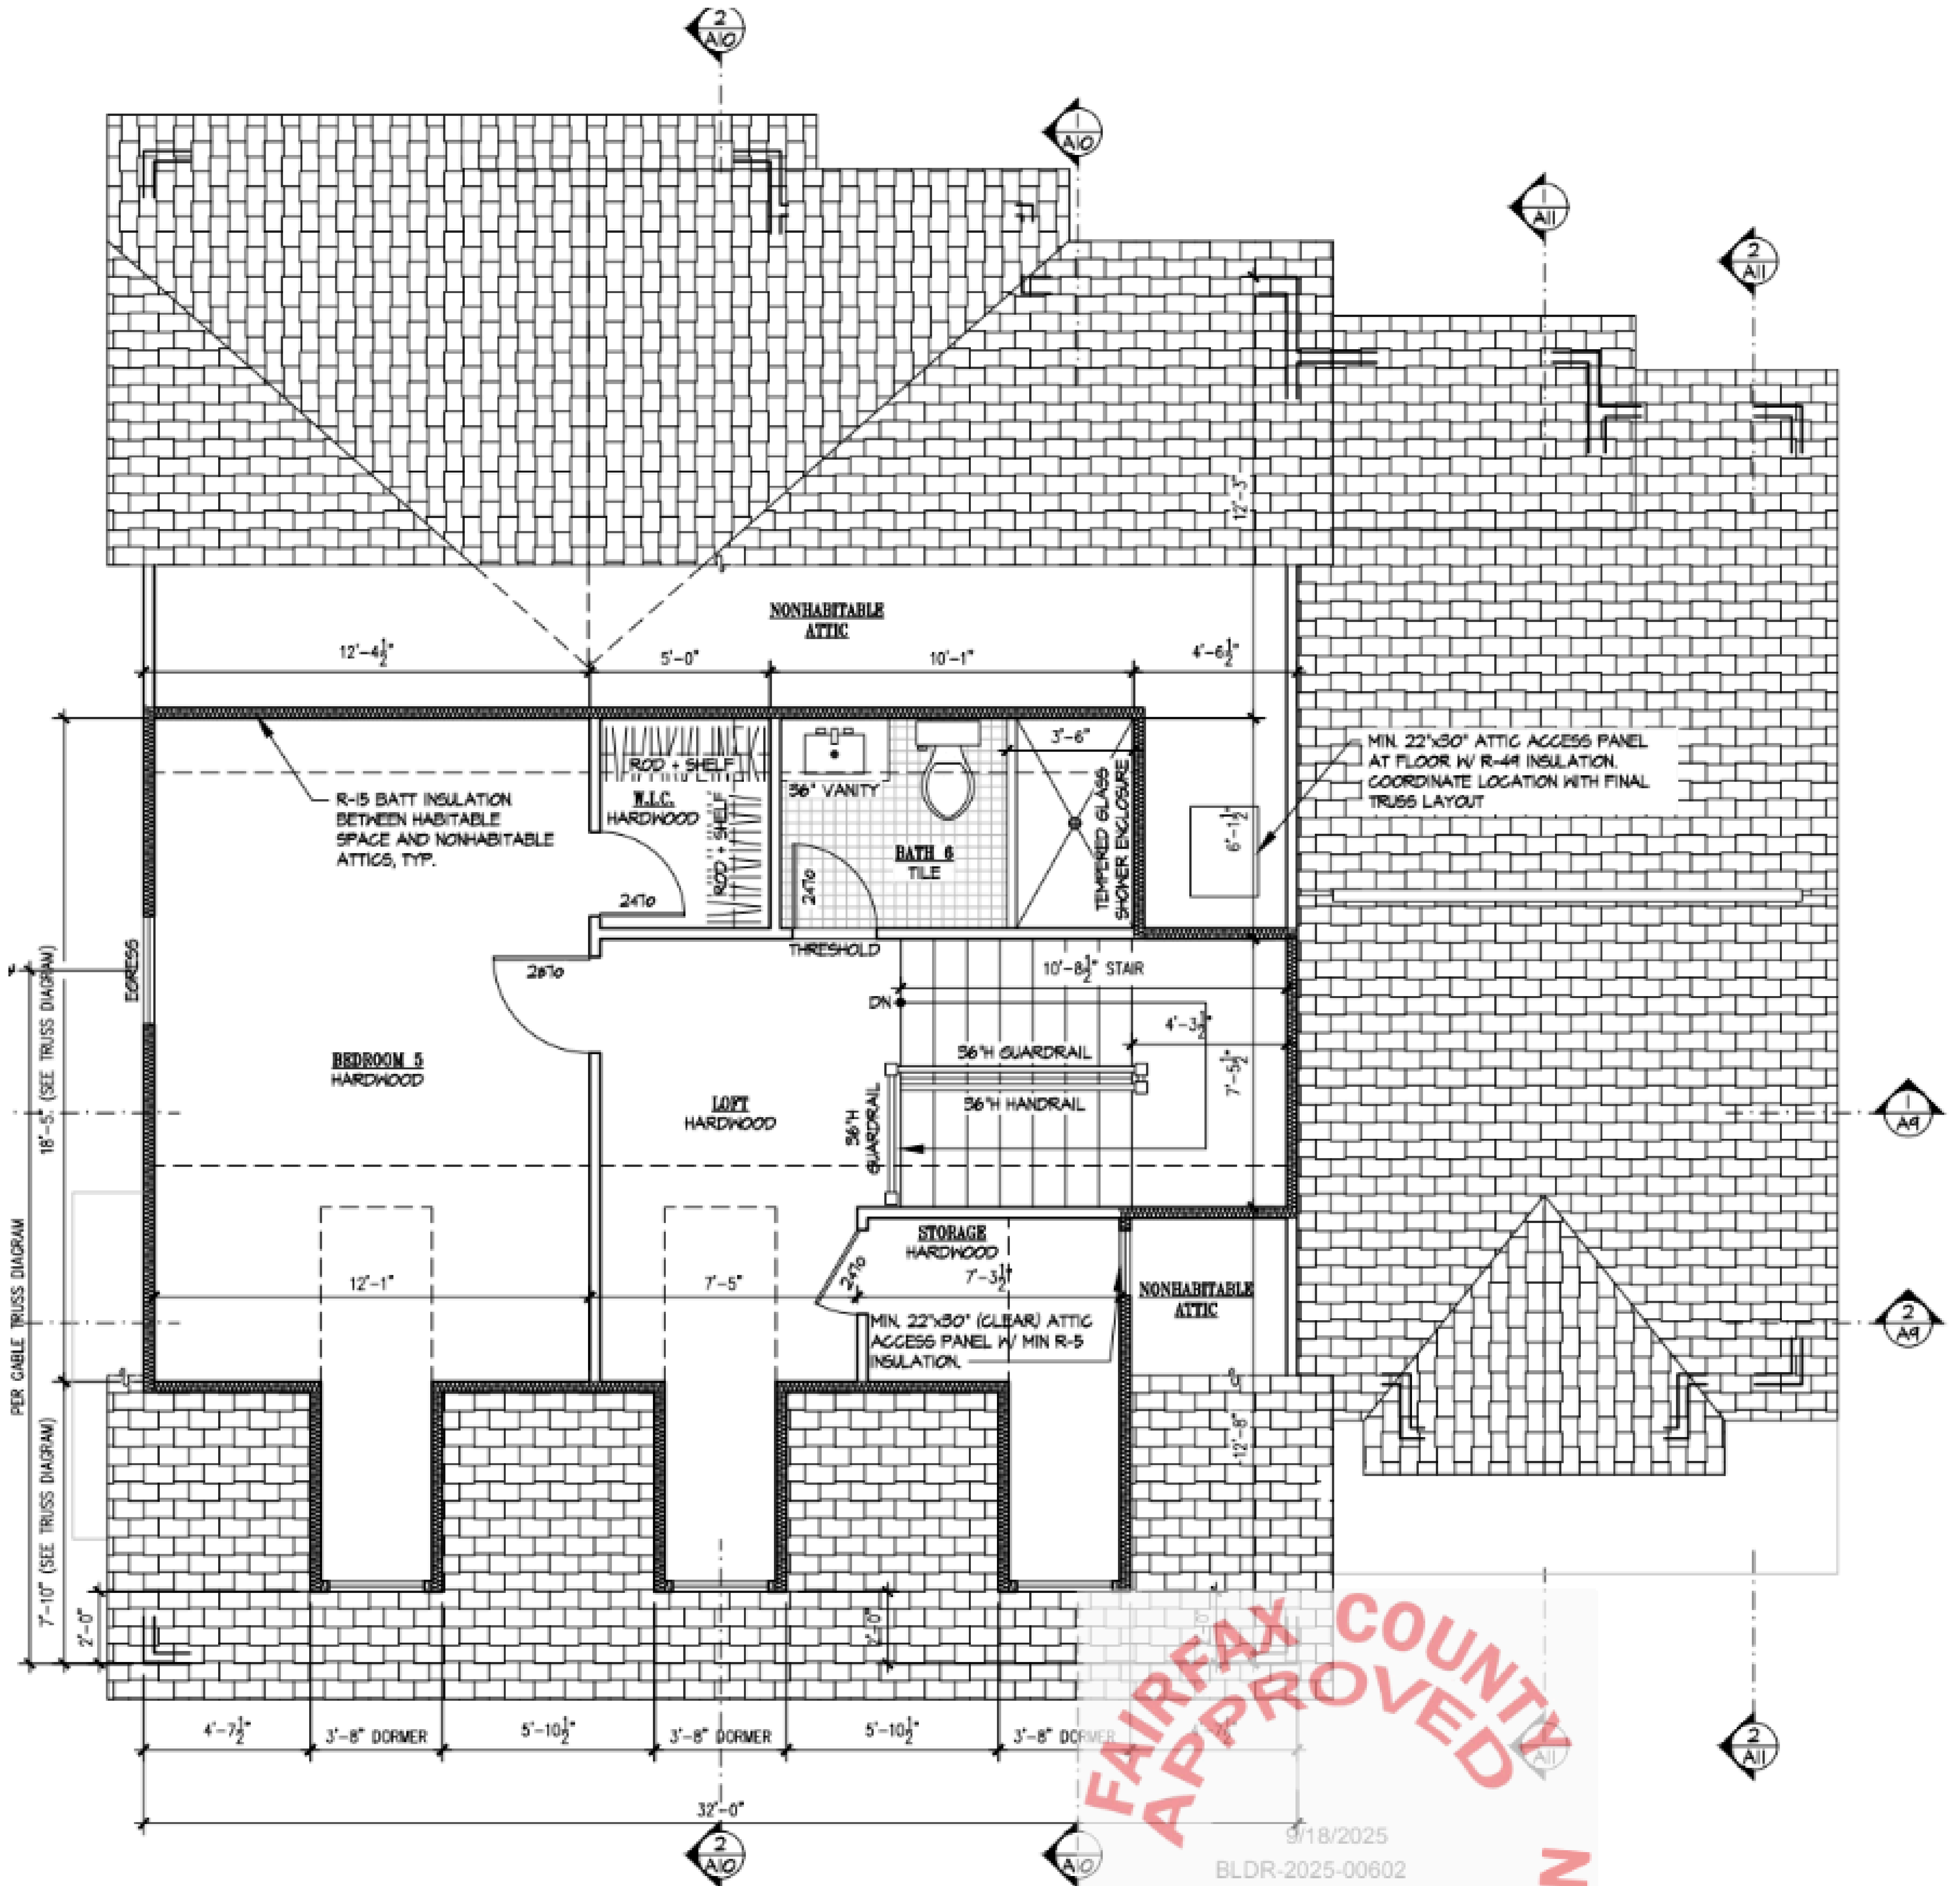 2
A10
1
A10
1
A11
2
A11
12'-3"
NONHABITABLE
ATTIC
12'-4½"
5'-0"
10'-1"
4'-6½"
ROD + SHELF
W.I.C.
HARDWOOD
ROD + SHELF
2470
36" VANITY
BATH 6
TILE
2470
THRESHOLD
3'-6"
TEMPERED GLASS
SHOWER ENCLOSURE
MIN. 22"x30" ATTIC ACCESS PANEL
AT FLOOR W/ R-49 INSULATION.
COORDINATE LOCATION WITH FINAL
TRUSS LAYOUT
6'-1½"
R-15 BATT INSULATION
BETWEEN HABITABLE
SPACE AND NONHABITABLE
ATTICS, TYP.
EGRESS
2870
10'-8½" STAIR
DN
4'-3½"
7'-5½"
36"H GUARDRAIL
36"H HANDRAIL
36"H
GUARDRAIL
BEDROOM 5
HARDWOOD
LOFT
HARDWOOD
18'-5" (SEE TRUSS DIAGRAM)
PER GABLE TRUSS DIAGRAM
7'-10" (SEE TRUSS DIAGRAM)
2'-0"
1
A9
2
A9
STORAGE
HARDWOOD
2470
12'-1"
7'-5"
7'-3½"
MIN. 22"x30" (CLEAR) ATTIC
ACCESS PANEL W/ MIN R-5
INSULATION.
NONHABITABLE
ATTIC
12'-8"
2'-0"
4'-7½"
3'-8" DORMER
5'-10½"
3'-8" DORMER
5'-10½"
3'-8" DORMER
4'-7½"
32'-0"
2
A10
A10
A11
2
A11
FAIRFAX COUNTY
APPROVED
9/18/2025
BLDR-2025-00602
N